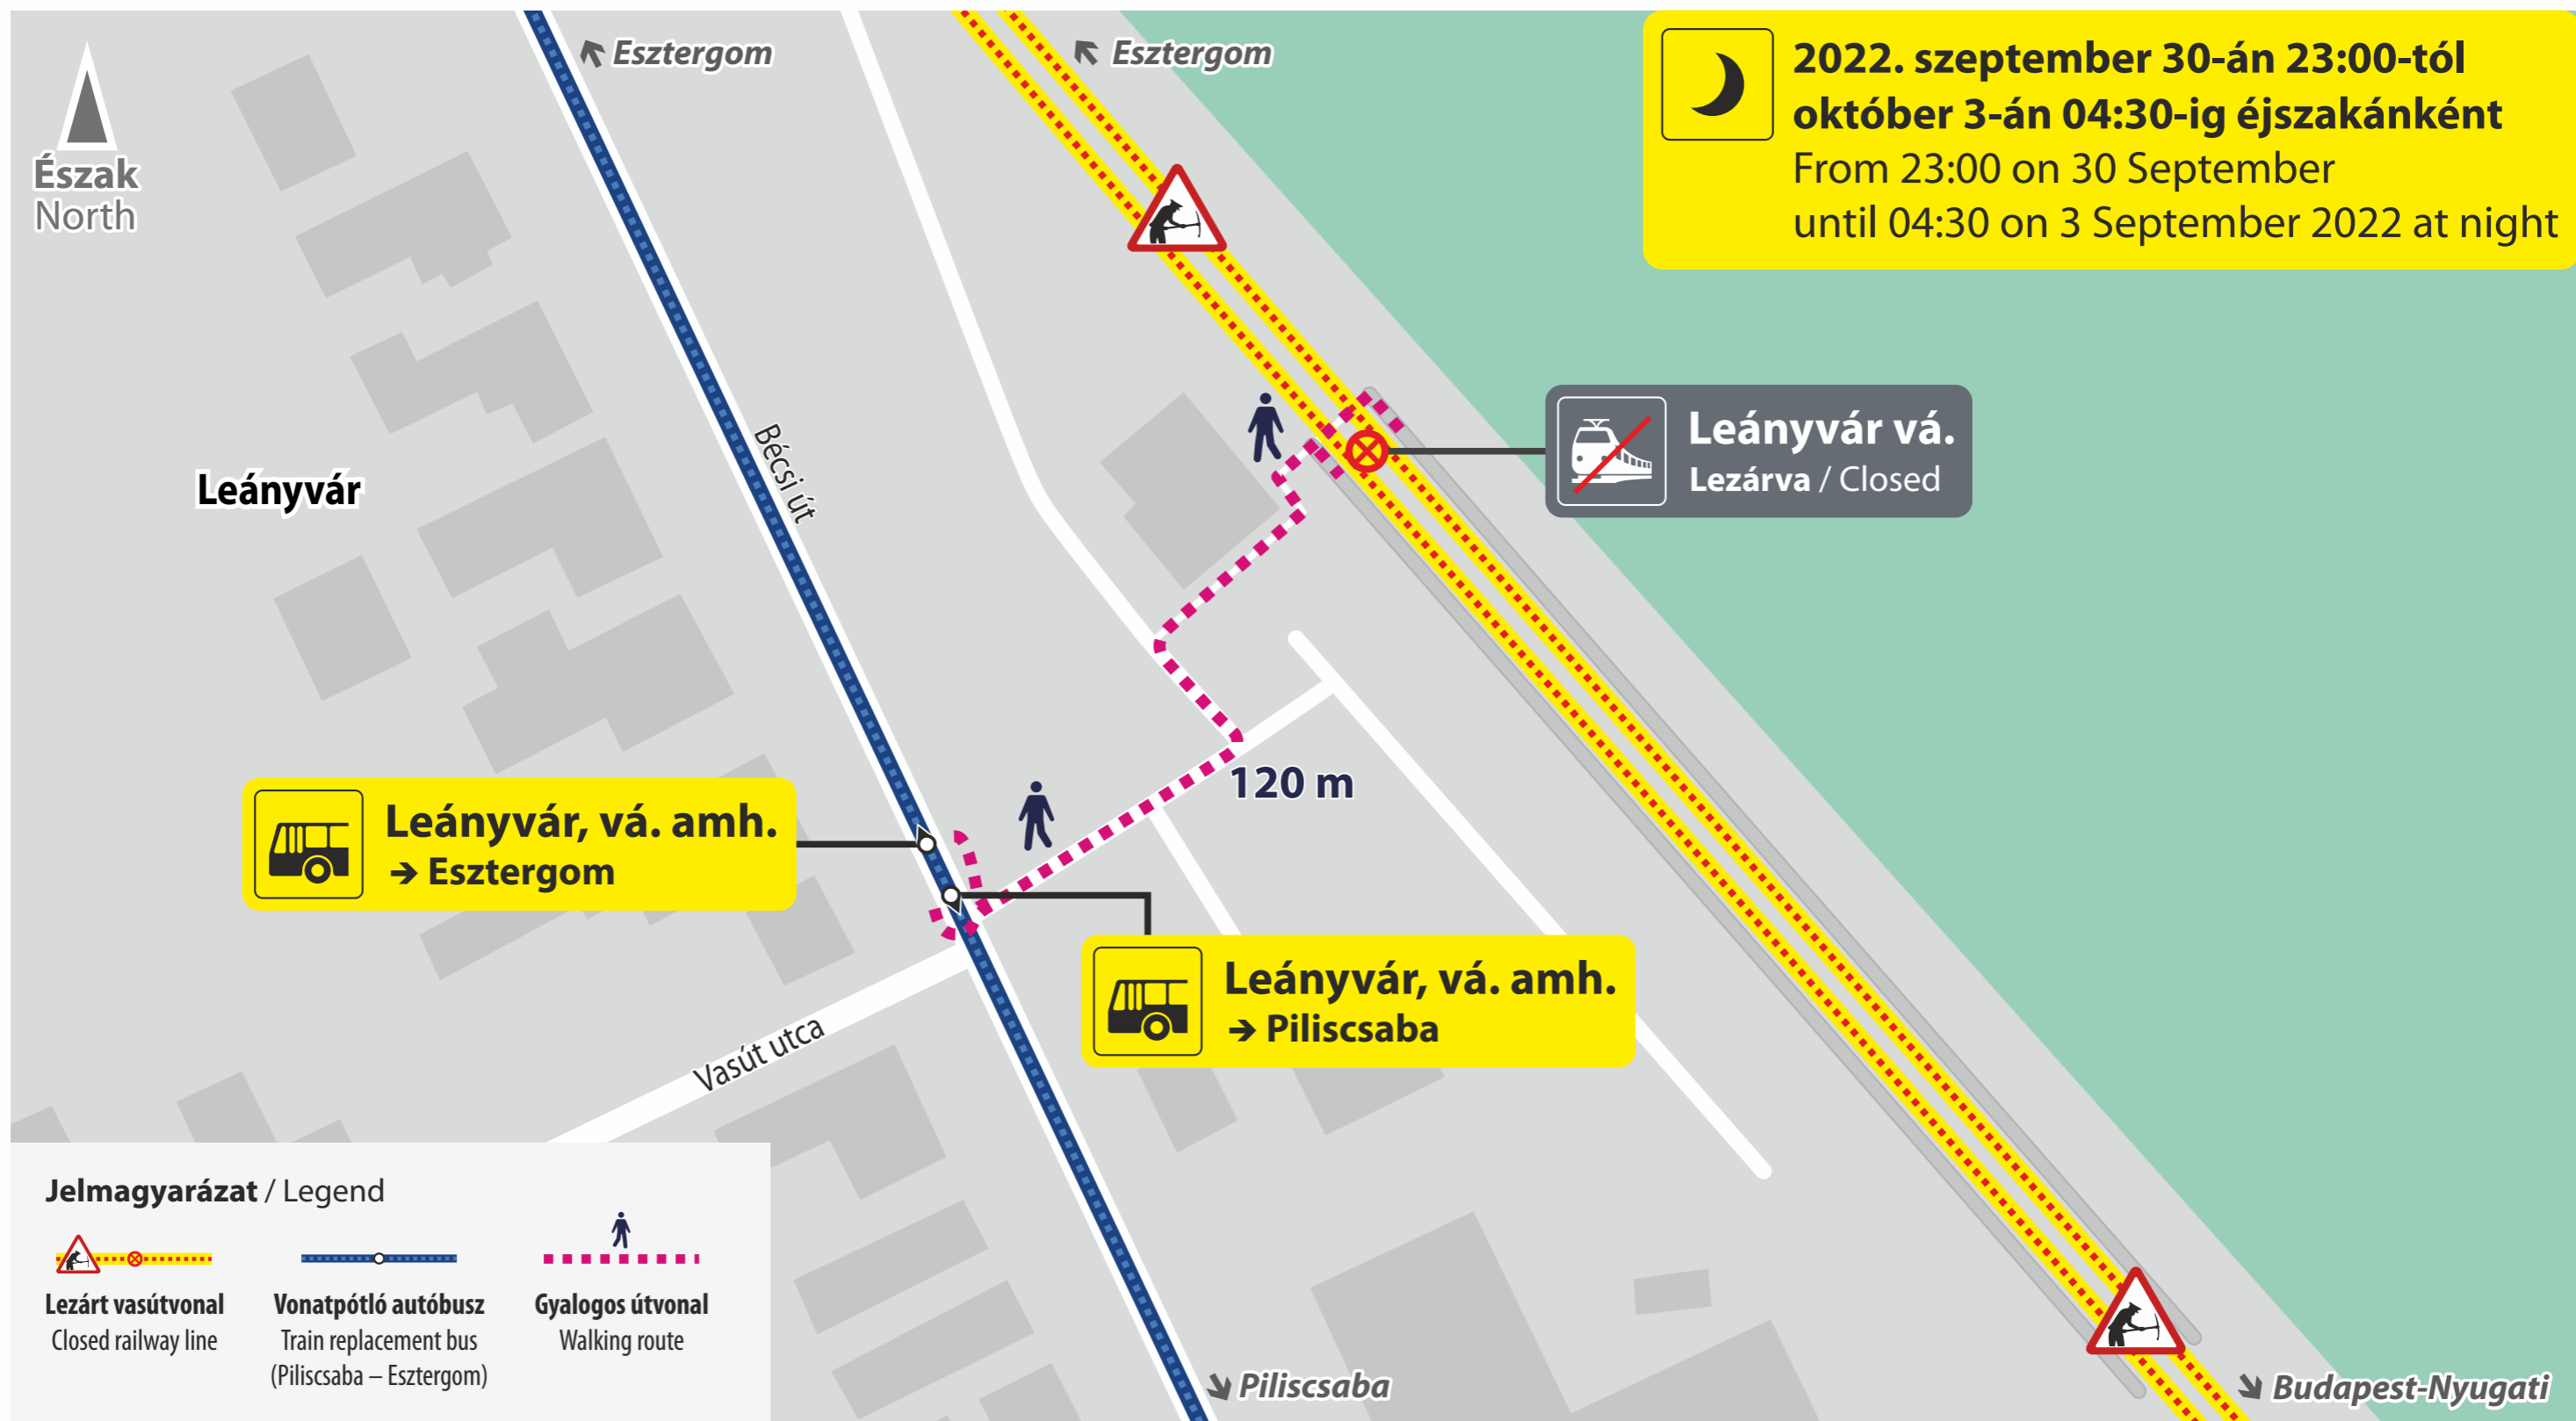 Esztergom
Esztergom
2022. szeptember 30-án 23:00-tól
október 3-án 04:30-ig éjszakánként
From 23:00 on 30 September
until 04:30 on 3 September 2022 at night
Észak
North
Leányvár vá.
Lezárva / Closed
Bécsi út
Leányvár
120 m
Leányvár, vá. amh.
➔ Esztergom
Leányvár, vá. amh.
➔ Piliscsaba
Vasút utca
Jelmagyarázat / Legend
Lezárt vasútvonal
Closed railway line
Vonatpótló autóbusz
Train replacement bus
(Piliscsaba – Esztergom)
Gyalogos útvonal
Walking route
Piliscsaba
Budapest-Nyugati